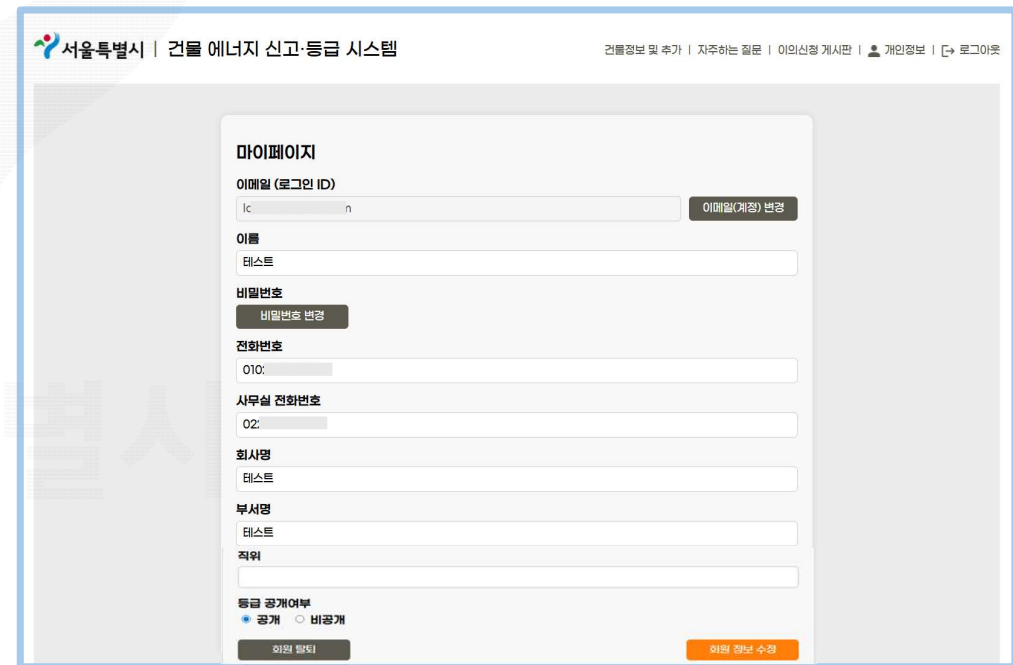 서울특별시 | 건물 에너지 신고·등급 시스템
건물정보 및 추가 | 자주하는 질문 | 이의신청 게시판 | 개인정보 | 로그아웃
마이페이지
이메일 (로그인 ID)
lc n 이메일(계정) 변경
이름
테스트
비밀번호
비밀번호 변경
전화번호
010
사무실 전화번호
02
회사명
테스트
부서명
테스트
직위
등급 공개여부
공개 비공개
회원 탈퇴 회원 정보 수정